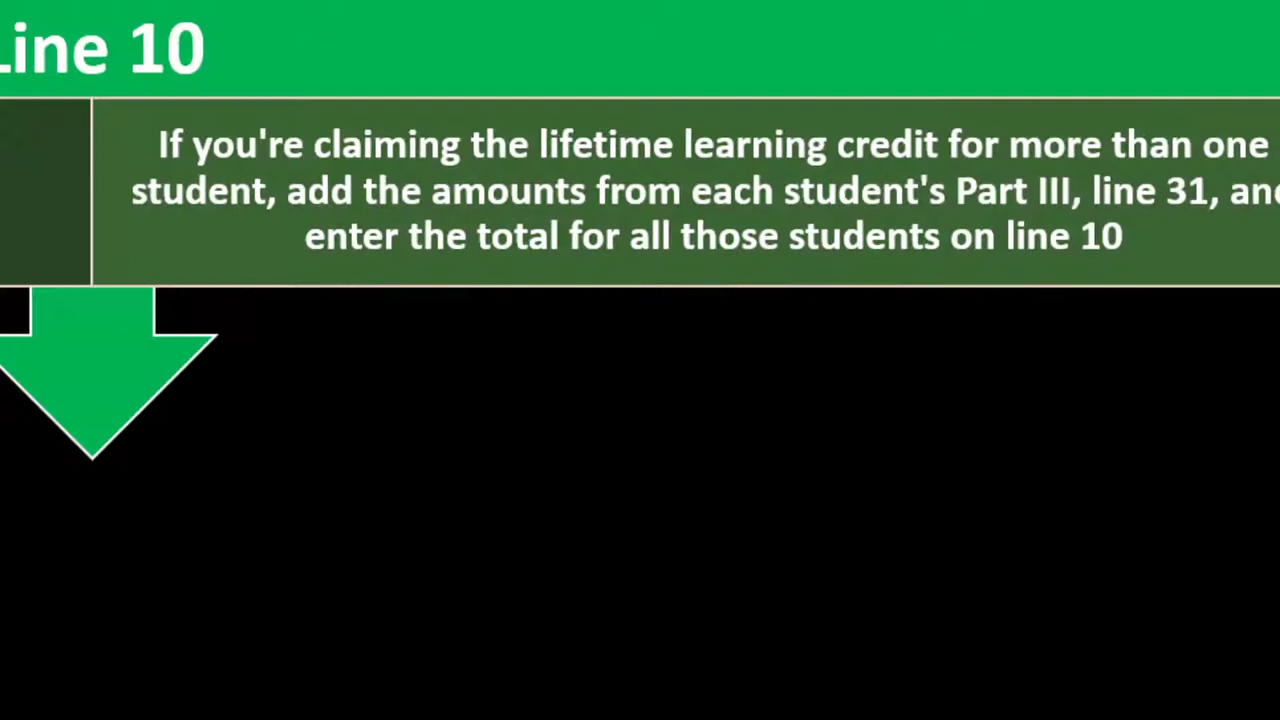 Line 10
If you're claiming the lifetime learning credit for more than one
student, add the amounts from each student's Part III, line 31, and
enter the total for all those students on line 10